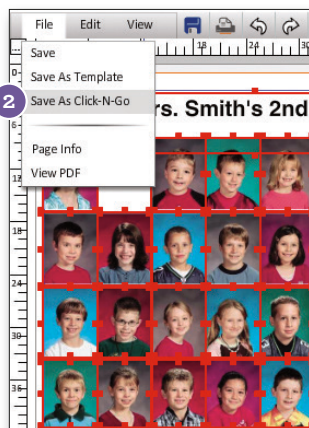 File Edit View
...
18 24 30
Save
0
Save As Template
2 Save As Click-N-Go
rs. Smith's 2nd
6
Page Info
View PDF
18
24
30
36